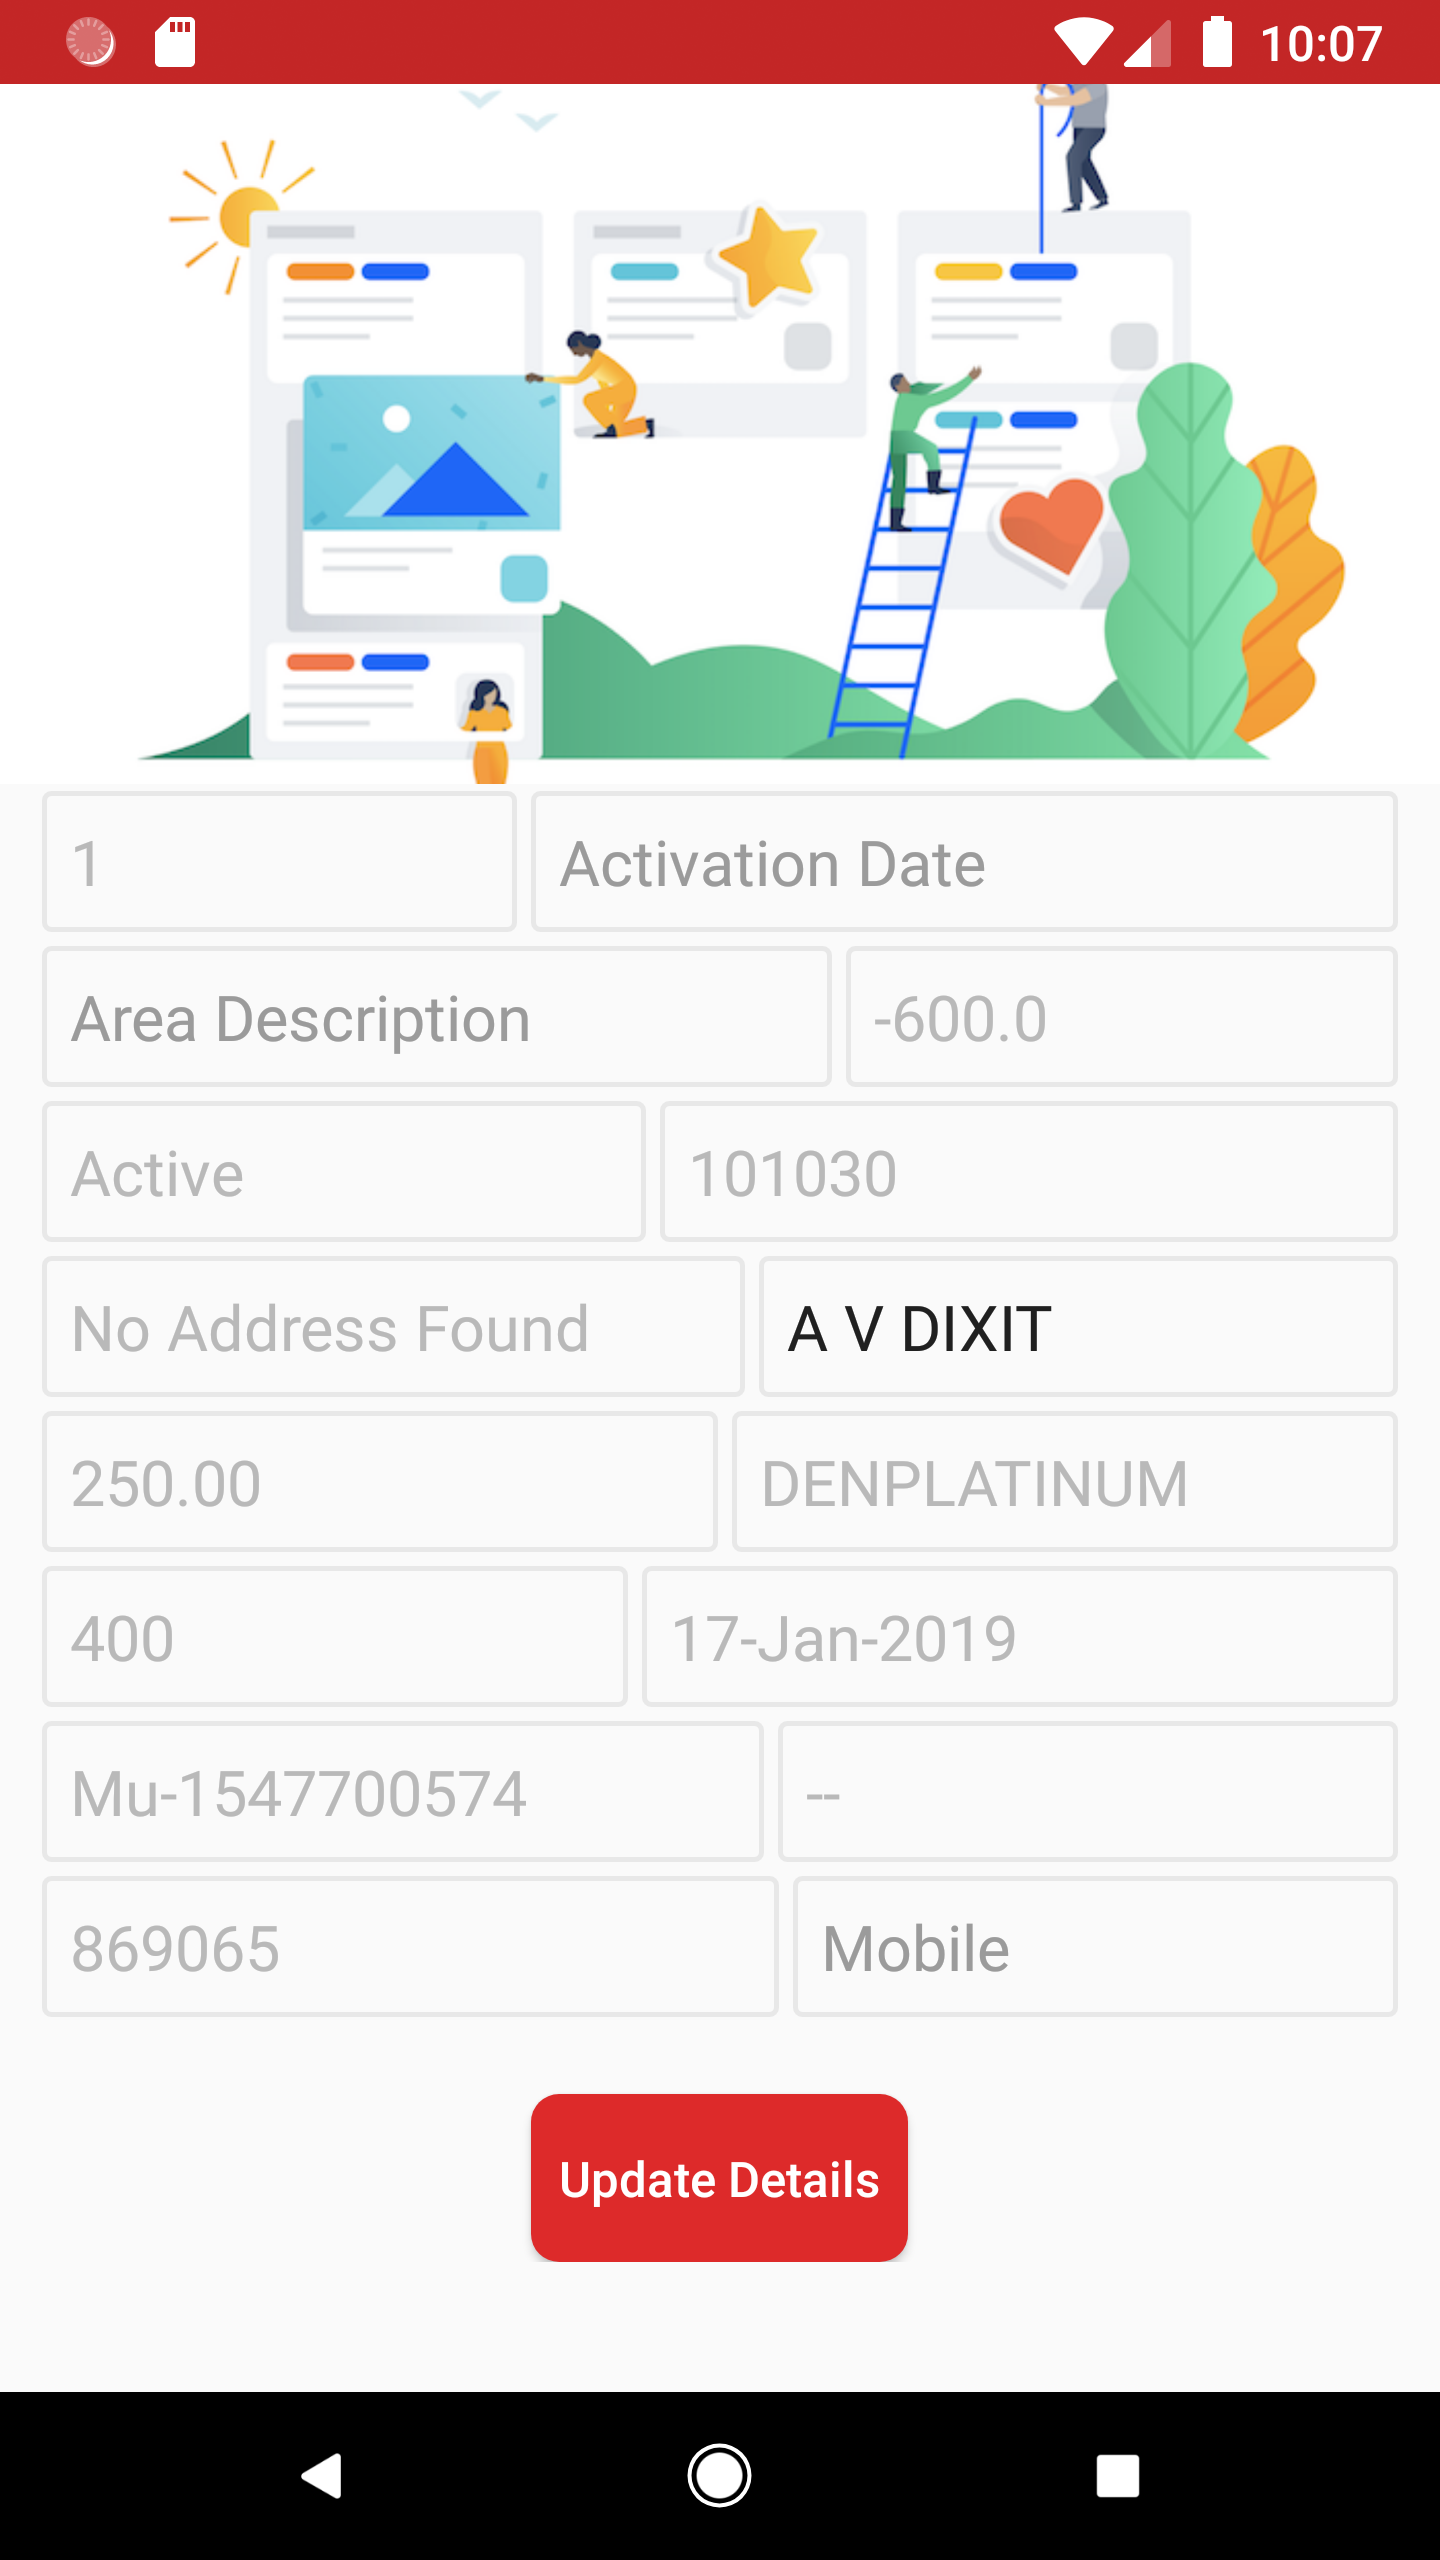 10:07
1 Activation Date
Area Description -600.0
Active 101030
No Address Found A V DIXIT
250.00 DENPLATINUM
400 17-Jan-2019
Mu-1547700574 --
869065 Mobile
Update Details